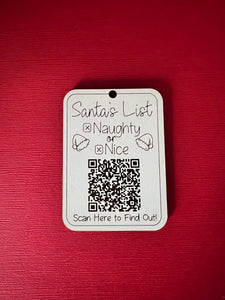 Santa's List
☒Naughty
or
☒Nice
Scan Here to Find Out!